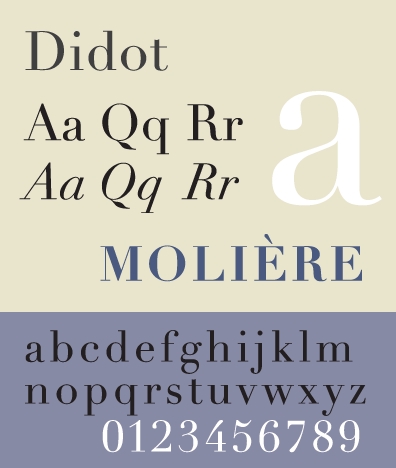 Didot
Aa Qq Rr
a
Aa Qq Rr
MOLIÈRE
abcdefghijklm
nopqrstuvwxyz
0123456789